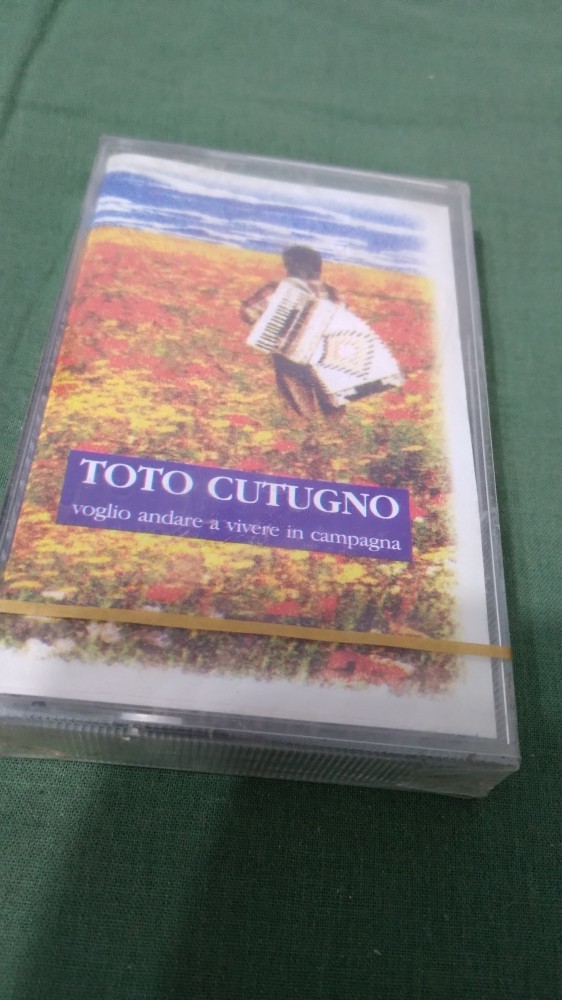 TOTO CUTUGNO
voglio andare a vivere in campagna